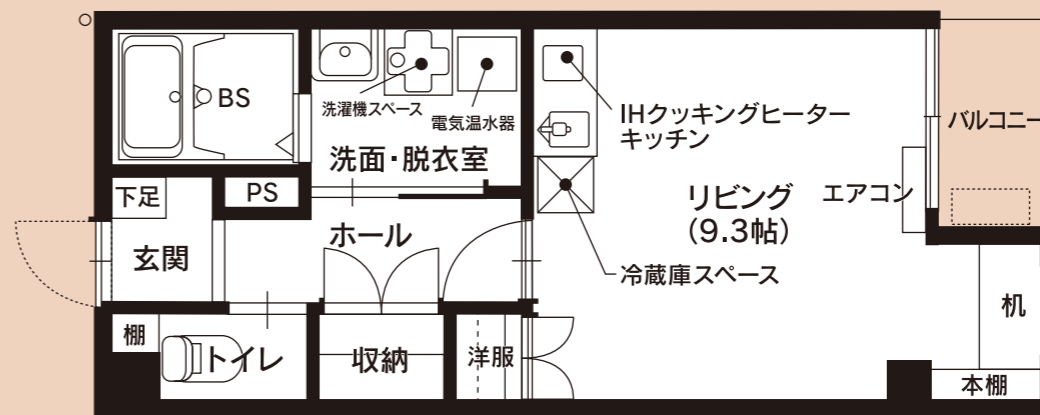 BS
洗濯機スペース
電気温水器
洗面・脱衣室
IHクッキングヒーター
キッチン
バルコニー
下足
PS
リビング
(9.3帖)
エアコン
玄関
ホール
冷蔵庫スペース
机
棚
トイレ
収納
洋服
本棚